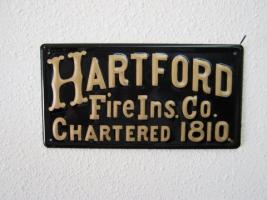 HARTFORD
Fire Ins. Co.
CHARTERED 1810.